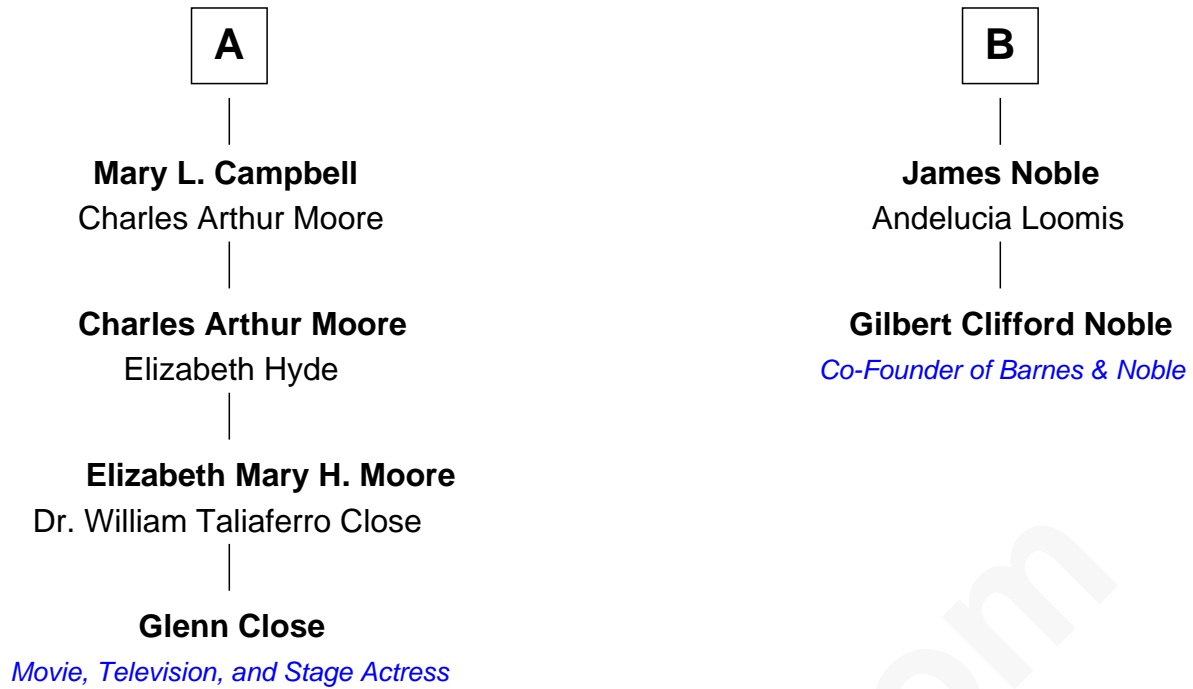 A
Mary L. Campbell
Charles Arthur Moore
Charles Arthur Moore
Elizabeth Hyde
Elizabeth Mary H. Moore
Dr. William Taliaferro Close
Glenn Close
Movie, Television, and Stage Actress
B
James Noble
Andelucia Loomis
Gilbert Clifford Noble
Co-Founder of Barnes & Noble
om